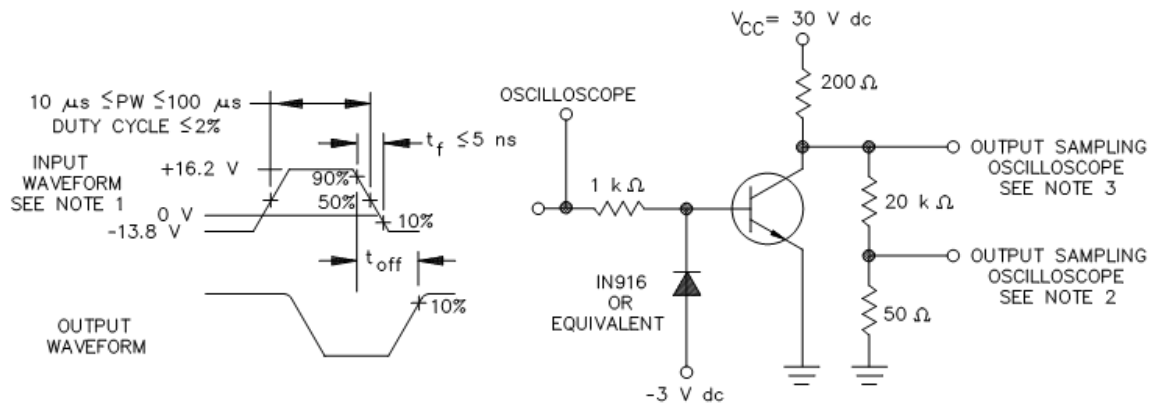 10 μs ≤PW ≤100 μs
DUTY CYCLE ≤2%
t_f ≤5 ns
INPUT
WAVEFORM
SEE NOTE 1
+16.2 V
90%
50%
0 V
10%
-13.8 V
t_off
10%
OUTPUT
WAVEFORM
V_CC= 30 V dc
200 Ω
OSCILLOSCOPE
1 k Ω
OUTPUT SAMPLING
OSCILLOSCOPE
SEE NOTE 3
20 k Ω
OUTPUT SAMPLING
OSCILLOSCOPE
SEE NOTE 2
50 Ω
IN916
OR
EQUIVALENT
-3 V dc